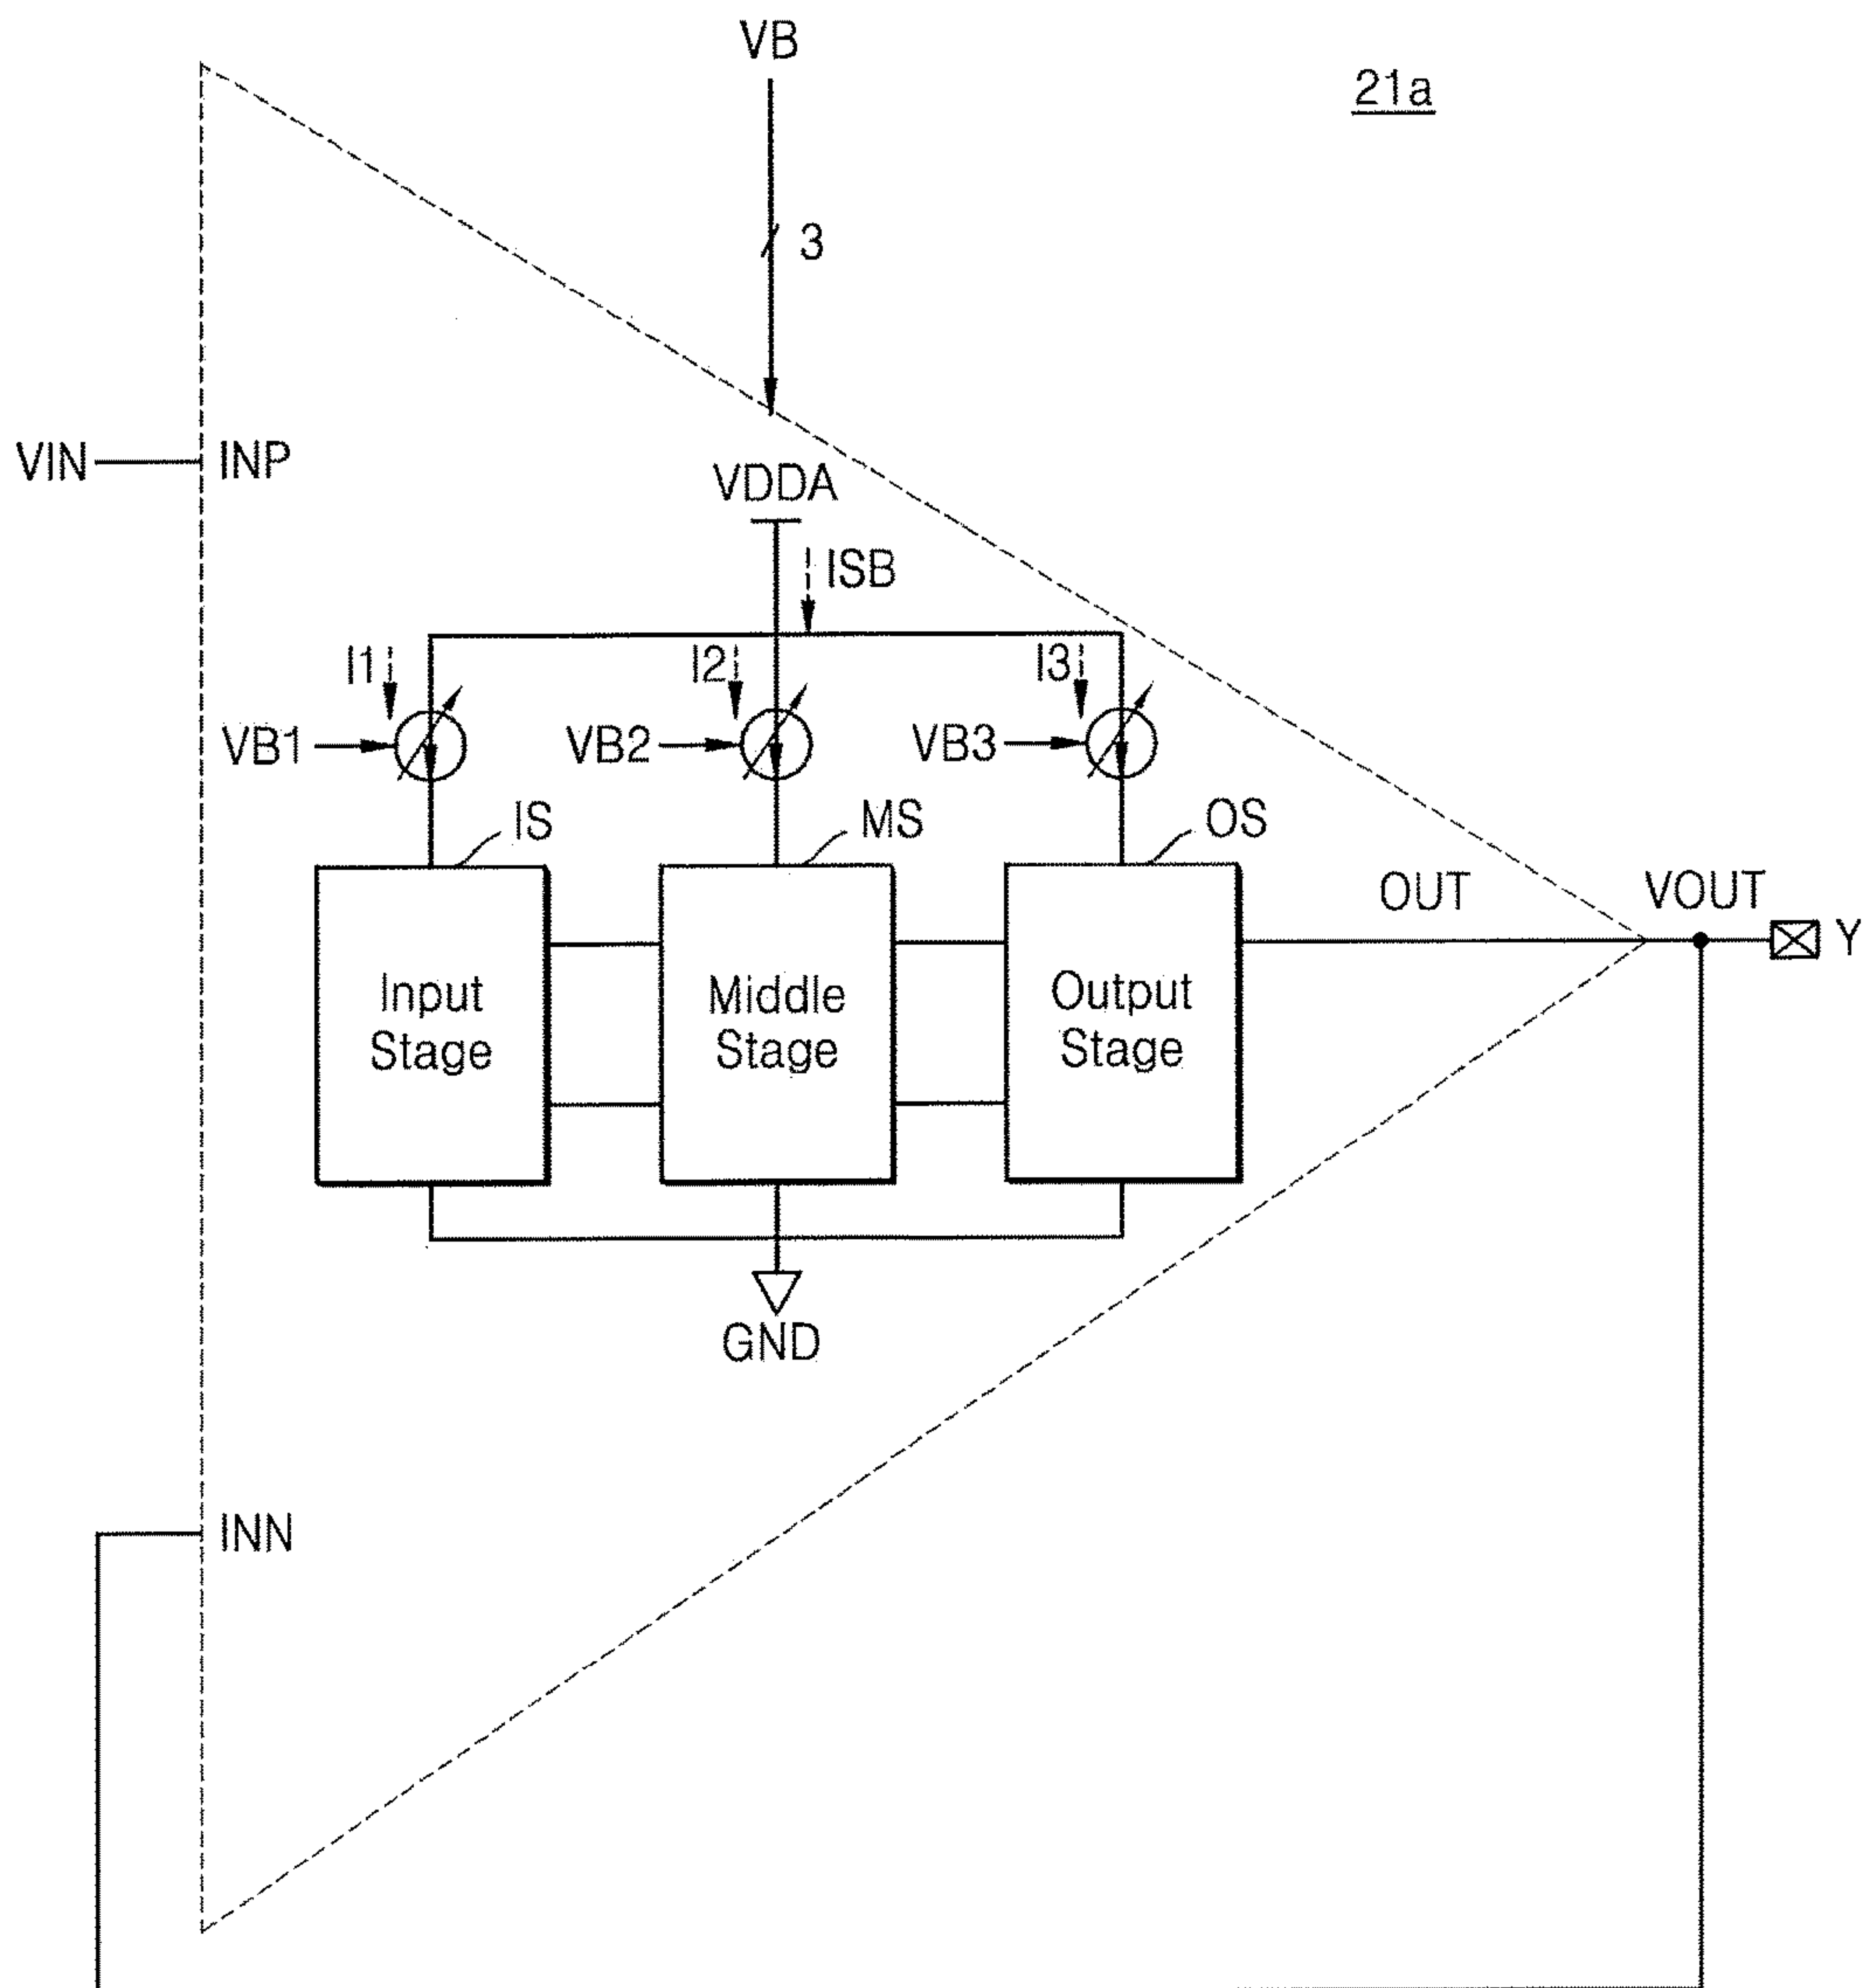 VB
21a
3
VIN
INP
VDDA
ISB
I1
I2
I3
VB1
VB2
VB3
IS
MS
OS
OUT
VOUT
Y
Input
Stage
Middle
Stage
Output
Stage
GND
INN